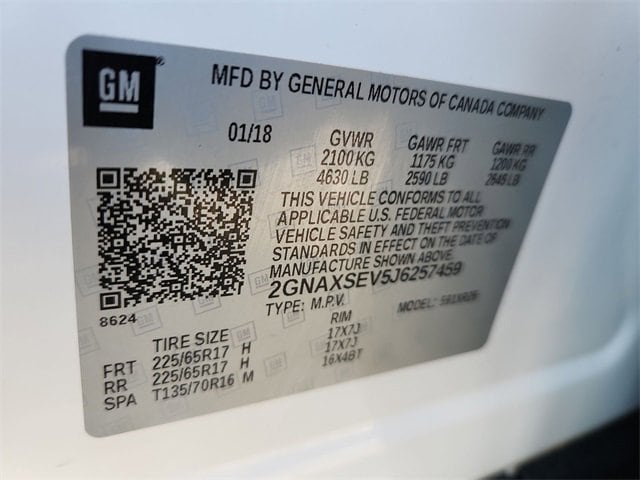 GM
MFD BY GENERAL MOTORS OF CANADA COMPANY
01/18 GVWR GAWR FRT GAWR RR
2100 KG 1175 KG 1200 KG
4630 LB 2590 LB 2645 LB
THIS VEHICLE CONFORMS TO ALL
APPLICABLE U.S. FEDERAL MOTOR
VEHICLE SAFETY AND THEFT PREVENTION
STANDARDS IN EFFECT ON THE DATE OF
MANUFACTURE SHOWN ABOVE.
2GNAXSEV5J6257459
TYPE: M.P.V. MODEL:
8624
TIRE SIZE RIM
FRT 225/65R17 H 17X7J
RR 225/65R17 H 17X7J
SPA T135/70R16 M 16X4BT